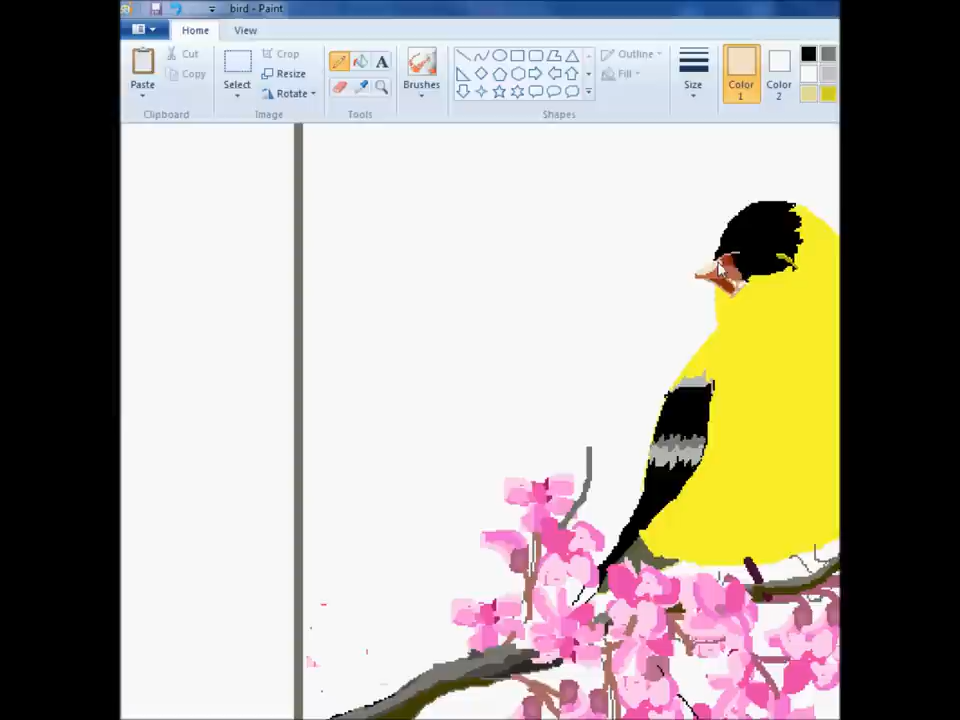 bird - Paint
Home View
Cut
Copy
Paste
Clipboard
Select
Crop
Resize
Rotate
Image
A
Tools
Brushes
Outline
Fill
Shapes
Size
Color 1
Color 2